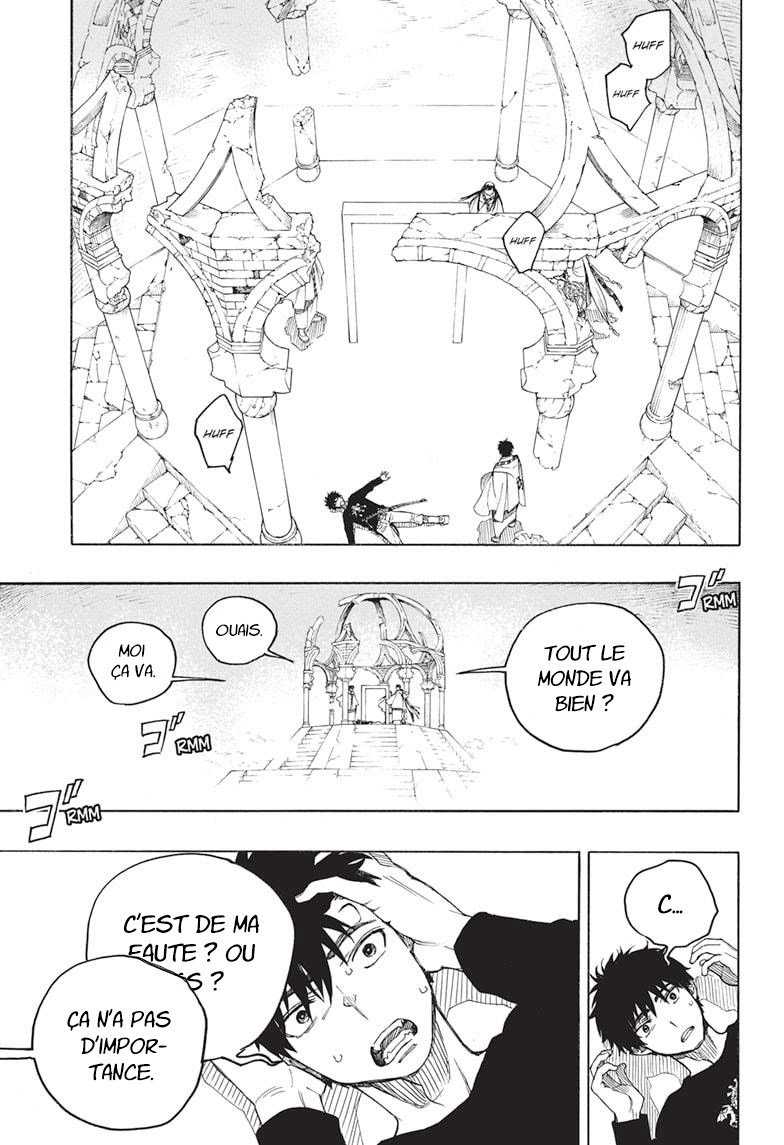 HUFF
HUFF
HUFF
HUFF
ゴ
RMM
TOUT LE
MONDE VA
BIEN ?
OUAIS.
MOI
ÇA VA.
ゴ
RMM
ゴ
RMM
C...
C'EST DE MA
FAUTE ? OU
ÇA N'A PAS
D'IMPOR-
TANCE.